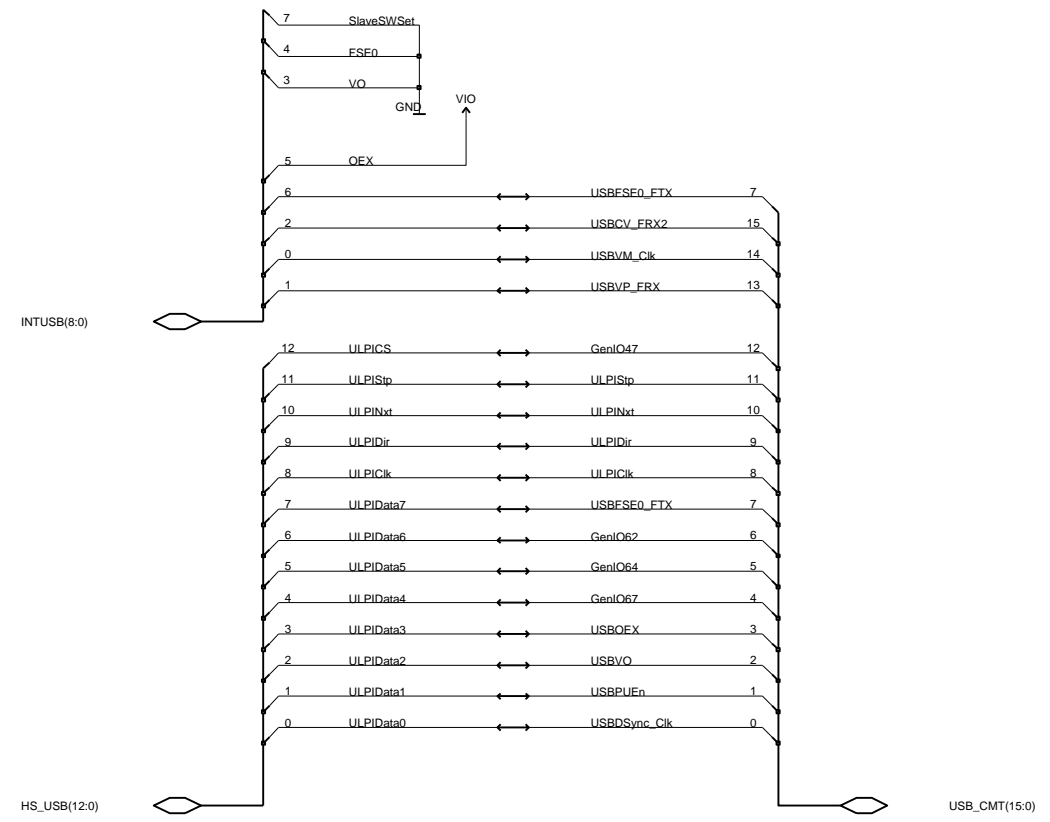 7 SlaveSWSet
4 FSE0
3 VO
GND VIO
5 OEX
6 USBFSE0_FTX 7
2 USBCV_FRX2 15
0 USBVM_Clk 14
1 USBVP_FRX 13
INTUSB(8:0)
12 ULPICS GenIO47 12
11 ULPIStp ULPIStp 11
10 ULPINxt ULPINxt 10
9 ULPIDir ULPIDir 9
8 ULPIClk ULPIClk 8
7 ULPIData7 USBFSE0_FTX 7
6 ULPIData6 GenIO62 6
5 ULPIData5 GenIO64 5
4 ULPIData4 GenIO67 4
3 ULPIData3 USBOEX 3
2 ULPIData2 USBVO 2
1 ULPIData1 USBPUEn 1
0 ULPIData0 USBDSync_Clk 0
HS_USB(12:0) USB_CMT(15:0)